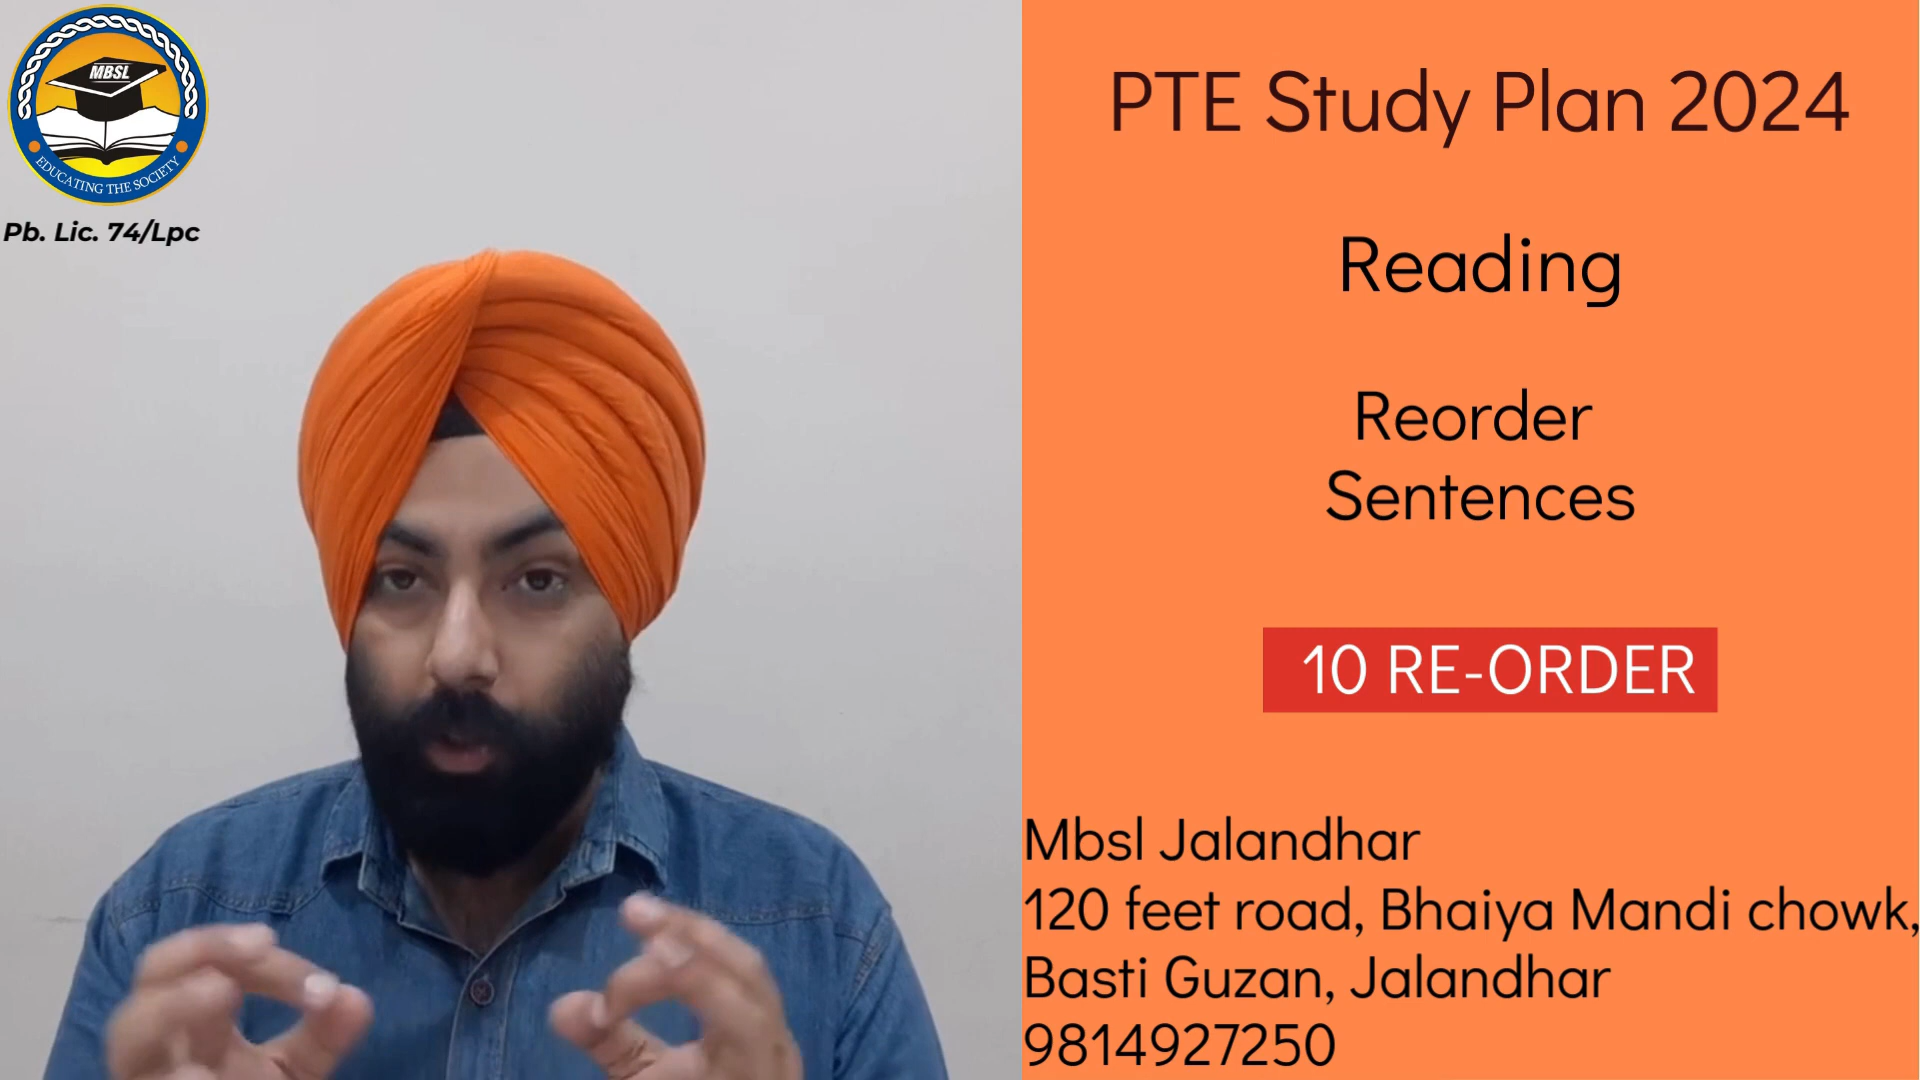 MBSL
EDUCATING THE SOCIETY
Pb. Lic. 74/Lpc
PTE Study Plan 2024
Reading
Reorder
Sentences
10 RE-ORDER
Mbsl Jalandhar
120 feet road, Bhaiya Mandi chowk,
Basti Guzan, Jalandhar
9814927250